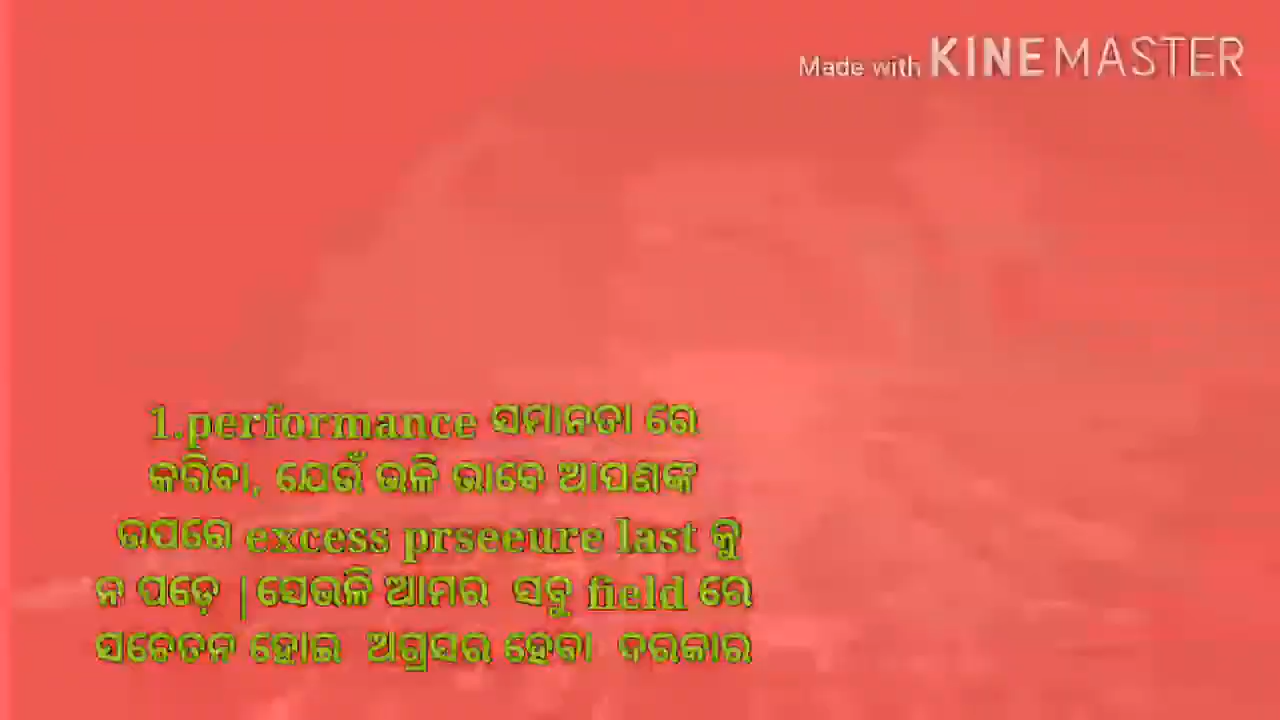 Made with KINEMASTER
1.performance ସମାନତା ରେ
କରିବା, ଯେଉଁ ଭଳି ଭାବେ ଆପଣଙ୍କ
ଉପରେ excess prseeure last କୁ
ନ ପଡ଼େ |ସେଭଳି ଆମର ସବୁ field ରେ
ସଚେତନ ହୋଇ ଅଗ୍ରସର ହେବା ଦରକାର